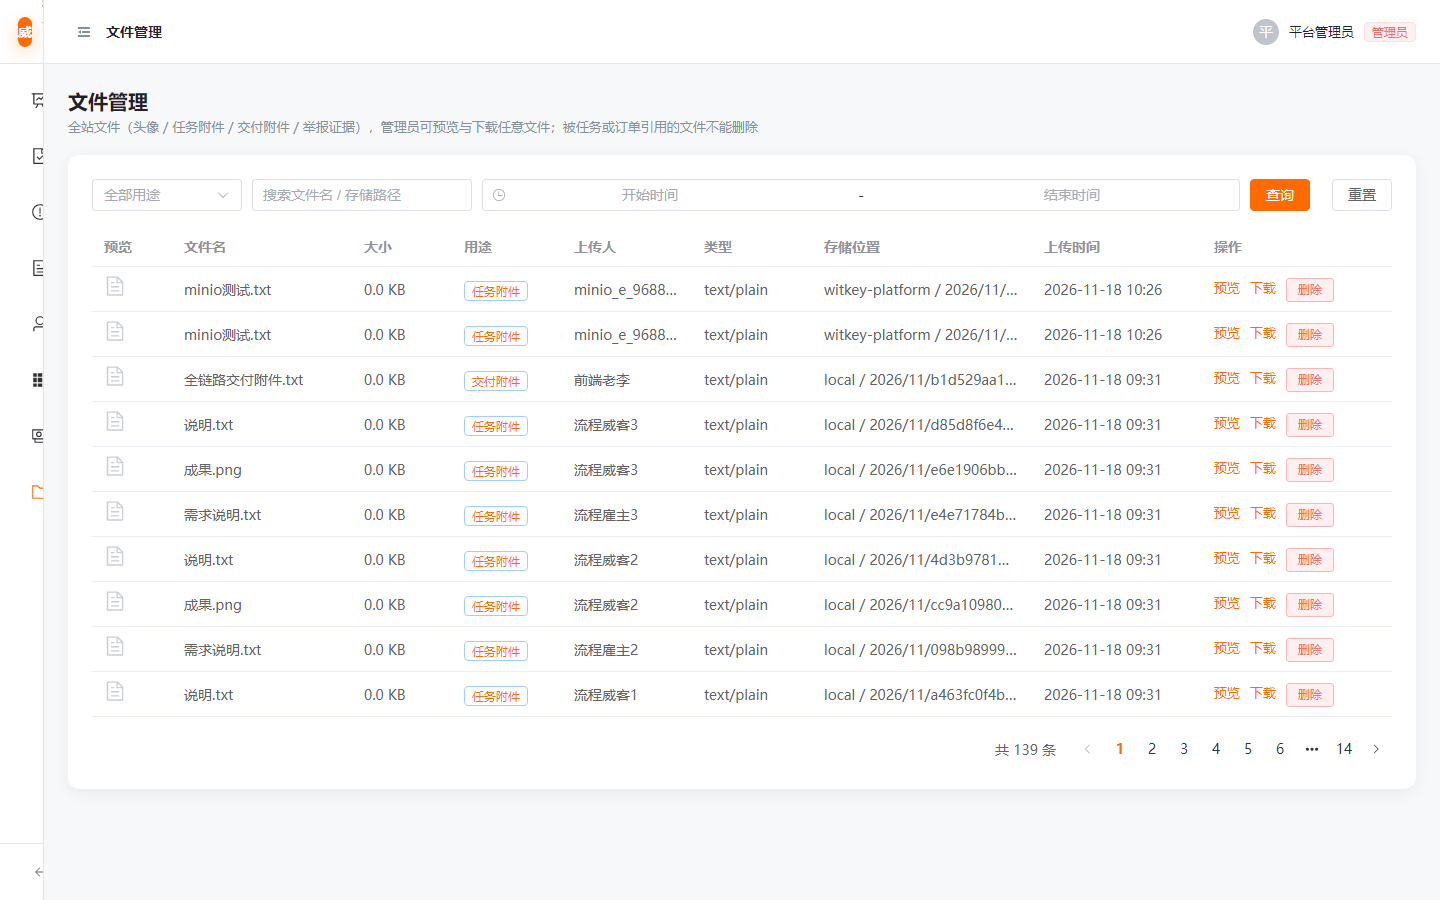 威
文件管理
平
平台管理员
管理员
文件管理
全站文件（头像 / 任务附件 / 交付附件 / 举报证据），管理员可预览与下载任意文件；被任务或订单引用的文件不能删除
全部用途
搜索文件名 / 存储路径
开始时间
-
结束时间
查询
重置
预览 文件名 大小 用途 上传人 类型 存储位置 上传时间 操作
minio测试.txt 0.0 KB 任务附件 minio_e_9688... text/plain witkey-platform / 2026/11/... 2026-11-18 10:26 预览 下载 删除
minio测试.txt 0.0 KB 任务附件 minio_e_9688... text/plain witkey-platform / 2026/11/... 2026-11-18 10:26 预览 下载 删除
全链路交付附件.txt 0.0 KB 交付附件 前端老李 text/plain local / 2026/11/b1d529aa1... 2026-11-18 09:31 预览 下载 删除
说明.txt 0.0 KB 任务附件 流程威客3 text/plain local / 2026/11/d85d8f6e4... 2026-11-18 09:31 预览 下载 删除
成果.png 0.0 KB 任务附件 流程威客3 text/plain local / 2026/11/e6e1906bb... 2026-11-18 09:31 预览 下载 删除
需求说明.txt 0.0 KB 任务附件 流程雇主3 text/plain local / 2026/11/e4e71784b... 2026-11-18 09:31 预览 下载 删除
说明.txt 0.0 KB 任务附件 流程威客2 text/plain local / 2026/11/4d3b9781... 2026-11-18 09:31 预览 下载 删除
成果.png 0.0 KB 任务附件 流程威客2 text/plain local / 2026/11/cc9a10980... 2026-11-18 09:31 预览 下载 删除
需求说明.txt 0.0 KB 任务附件 流程雇主2 text/plain local / 2026/11/098b98999... 2026-11-18 09:31 预览 下载 删除
说明.txt 0.0 KB 任务附件 流程威客1 text/plain local / 2026/11/a463fc0f4b... 2026-11-18 09:31 预览 下载 删除
共 139 条 1 2 3 4 5 6 ••• 14